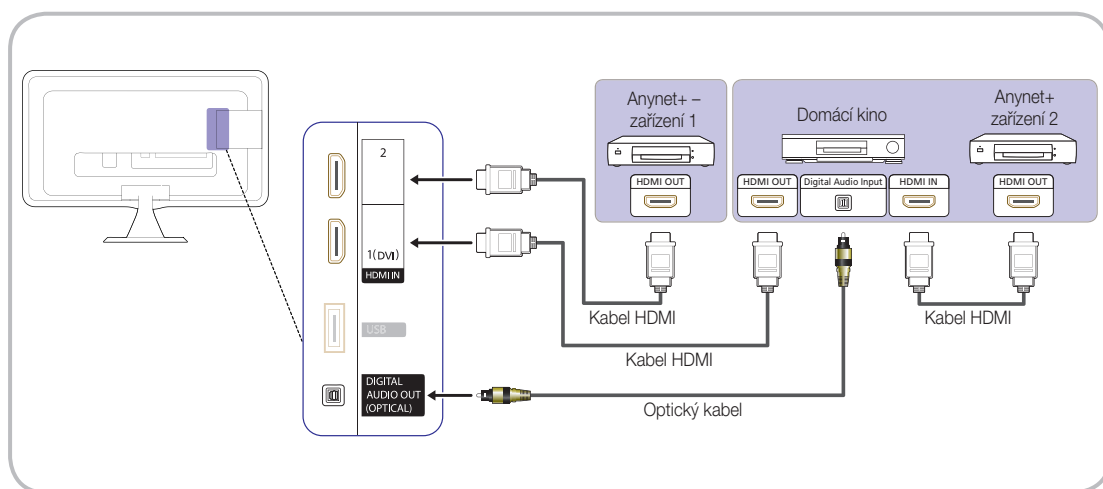 Anynet+ –
zařízení 1
Domácí kino
Anynet+
zařízení 2
HDMI OUT
HDMI OUT
Digital Audio Input
HDMI IN
HDMI OUT
2
1(DVI)
HDMI IN
USB
DIGITAL
AUDIO OUT
(OPTICAL)
Kabel HDMI
Kabel HDMI
Kabel HDMI
Optický kabel